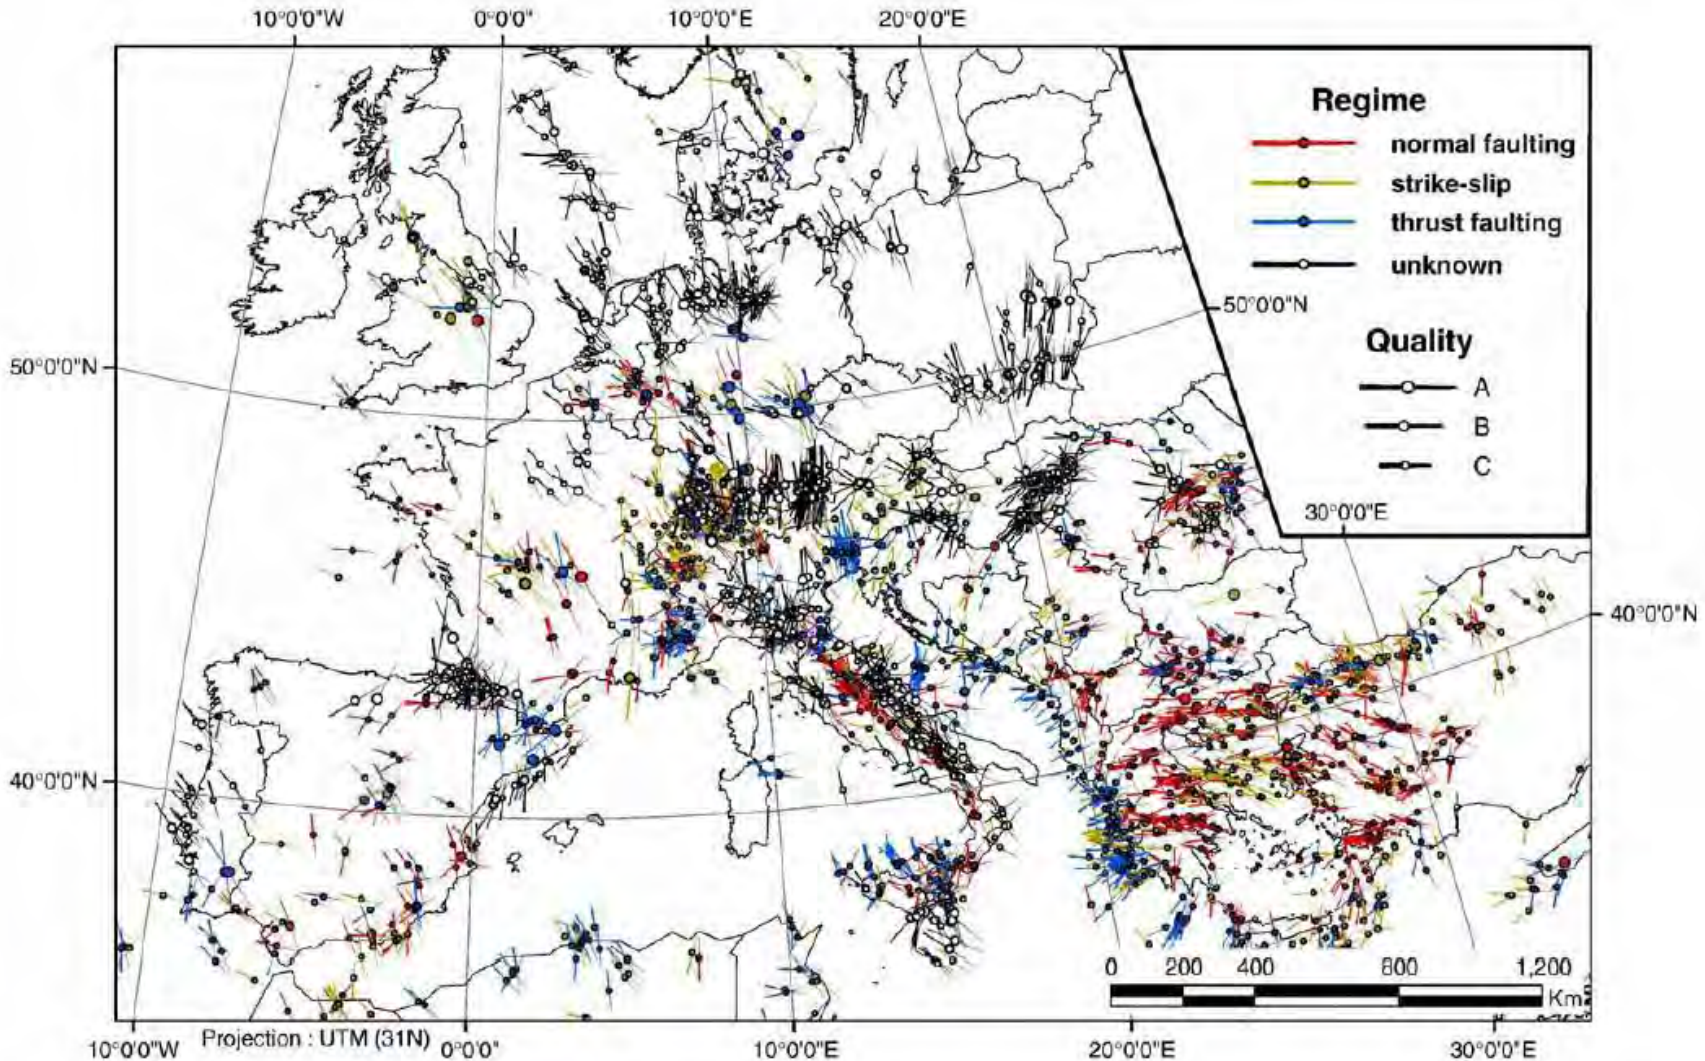 10°0'0"W 0°0'0" 10°0'0"E 20°0'0"E
Regime
normal faulting
strike-slip
thrust faulting
unknown
50°0'0"N
Quality
50°0'0"N
A
B
C
30°0'0"E
40°0'0"N
40°0'0"N
0 200 400 800 1,200
Km
Projection : UTM (31N)
10°0'0"W 0°0'0" 10°0'0"E 20°0'0"E 30°0'0"E